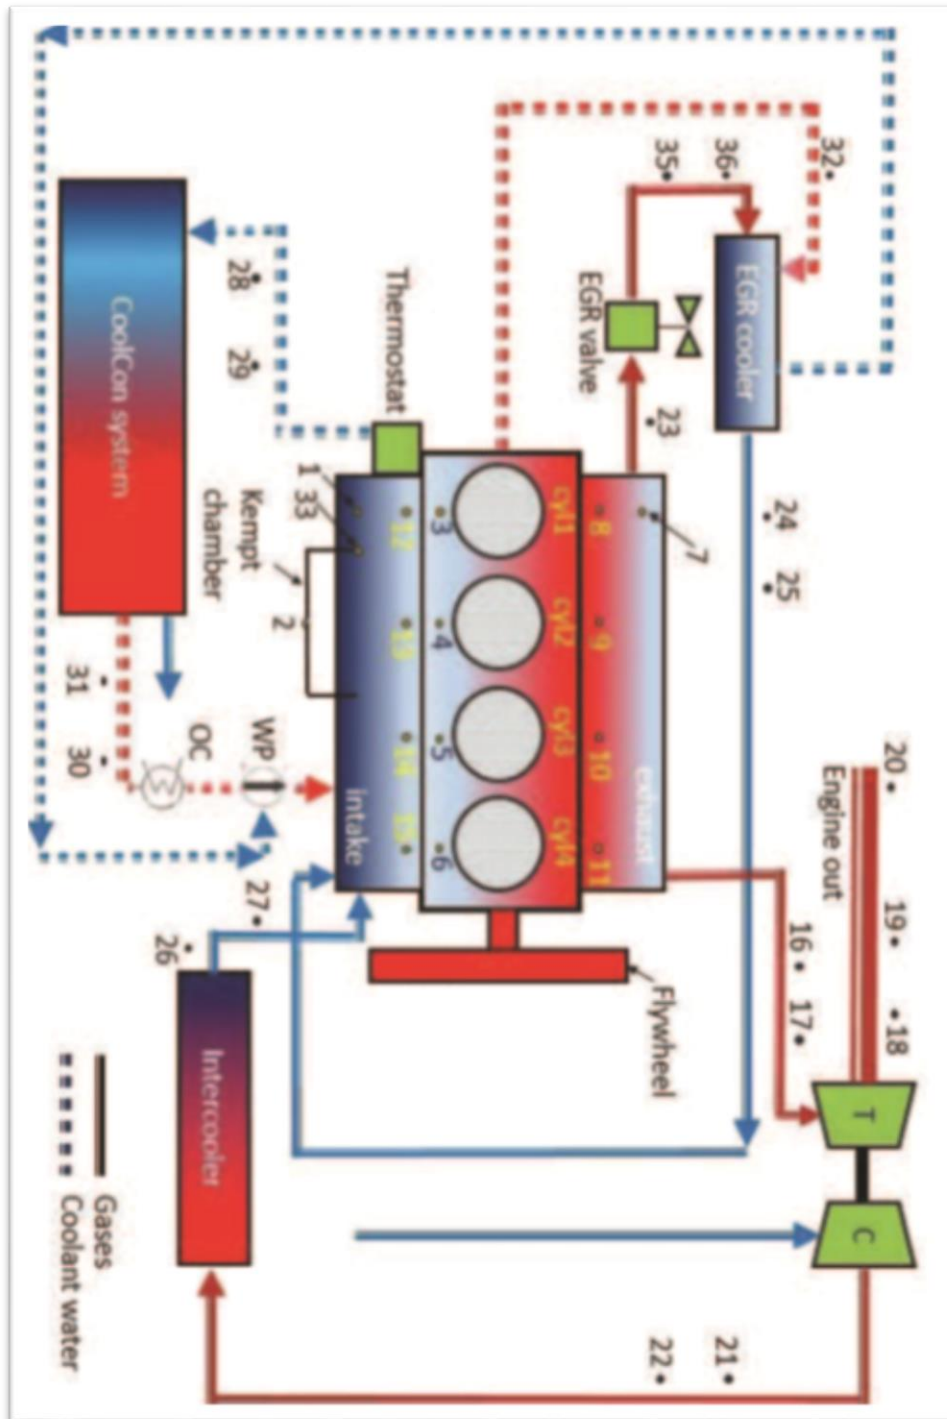 20
19
18
T
C
32
Engine out
16
17
24
25
36
21
EGR cooler
7
35
23
Flywheel
22
exhaust
EGR valve
8
9
10
11
cyl1
cyl2
cyl3
cyl4
3
4
5
6
Thermostat
12
13
14
15
intake
1
33
2
Kempt
chamber
WP
27
28
29
OC
Intercooler
26
CoolCon system
31
30
Gases
Coolant water